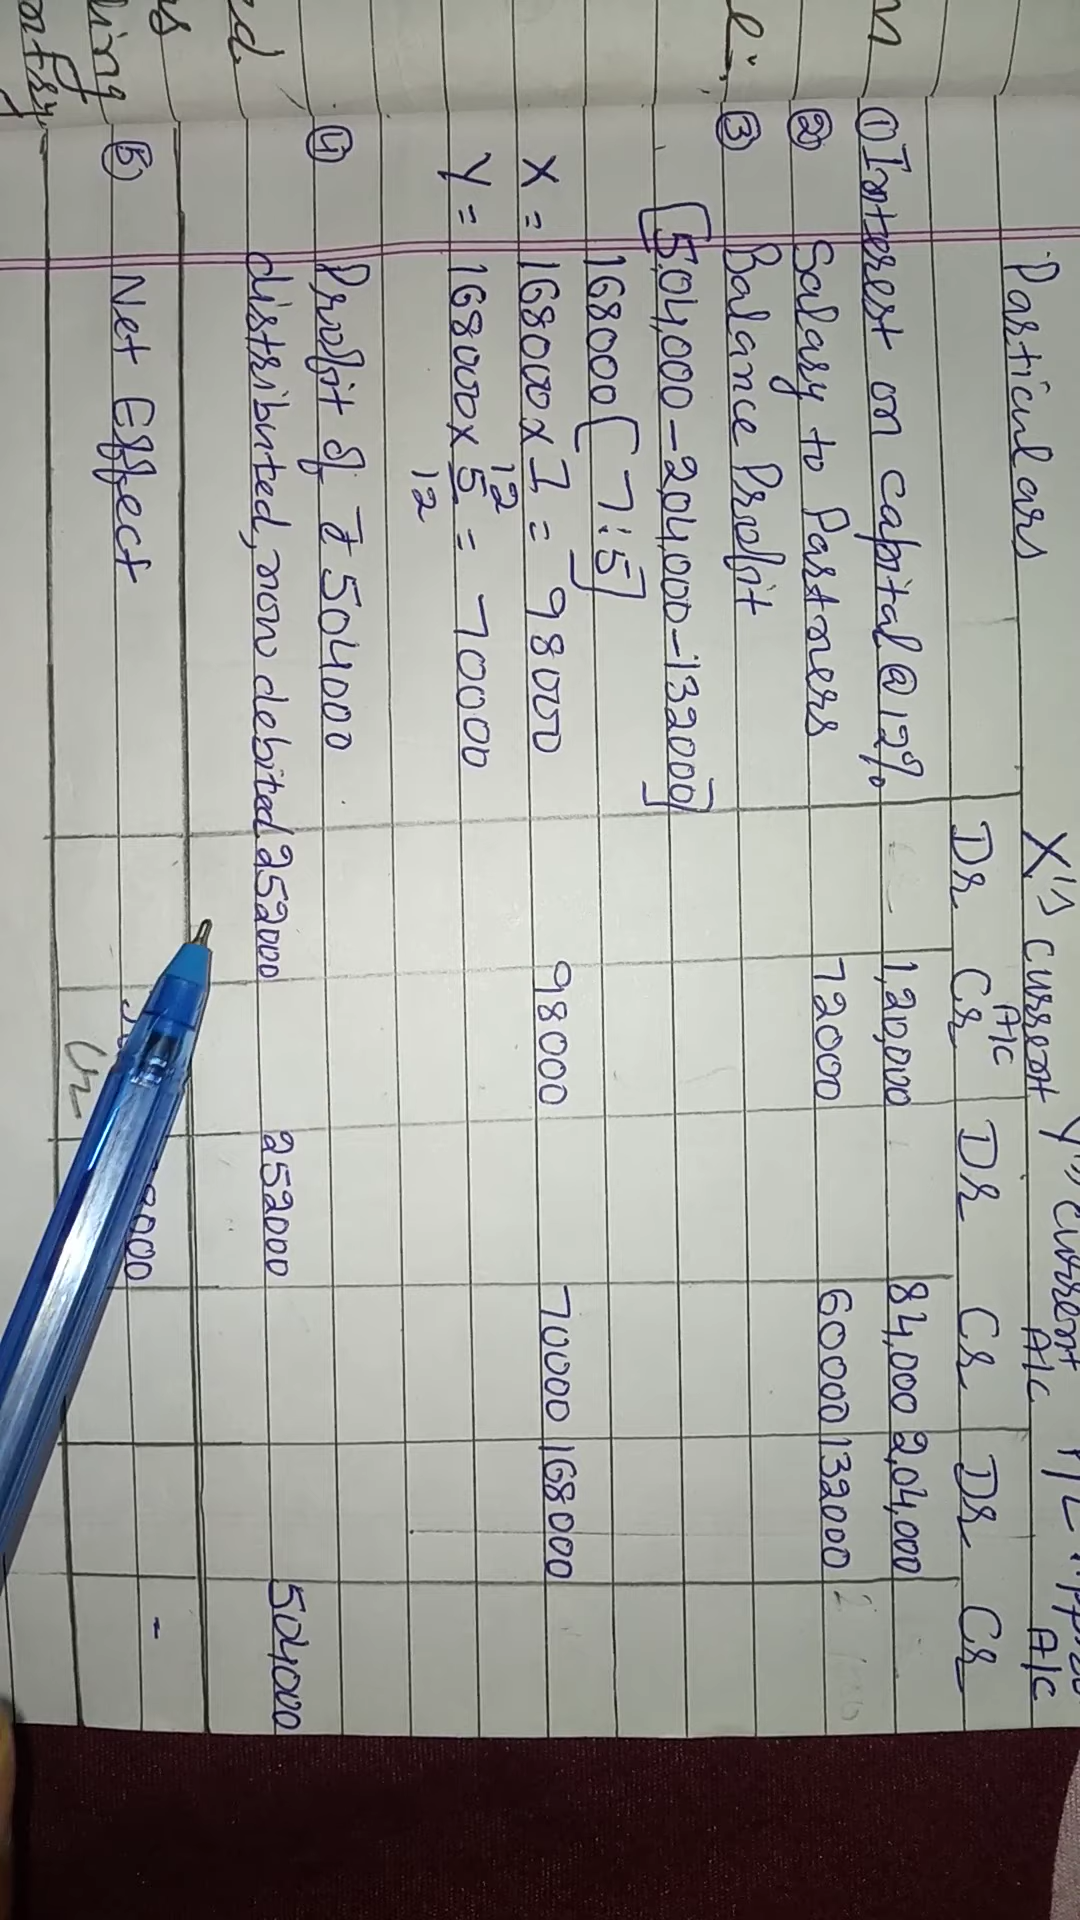 Particulars X's current A/c Y's current A/c P/L A/c
Dr Cr Dr Cr Dr Cr
① Interest on capital @ 12% 1,20,000 84,000 2,04,000
② Salary to Partners 72000 60000 132000
③ Balance Profit
[5,04,000-204,000-132000]
168000 [7:5]
X = 168000 x 7/12 = 98000 98000 70000 168000
Y = 168000 x 5/12 = 70000
④ Profit of ₹ 504000
distributed, now debited 252000 252000 504000
⑤ Net Effect 000 -
Cr